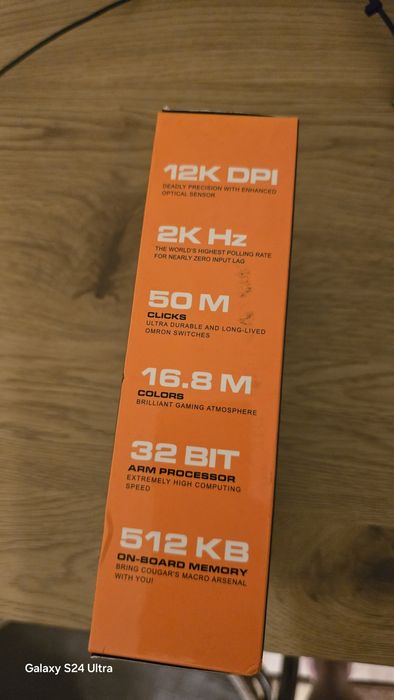 12K DPI
DEADLY PRECISION WITH ENHANCED
OPTICAL SENSOR
2K Hz
THE WORLD'S HIGHEST POLLING RATE
FOR NEARLY ZERO INPUT LAG
50 M
CLICKS
ULTRA DURABLE AND LONG-LIVED
OMRON SWITCHES
16.8 M
COLORS
BRILLIANT GAMING ATMOSPHERE
32 BIT
ARM PROCESSOR
EXTREMELY HIGH COMPUTING
SPEED
512 KB
ON-BOARD MEMORY
BRING COUGAR'S MACRO ARSENAL
WITH YOU!
Galaxy S24 Ultra